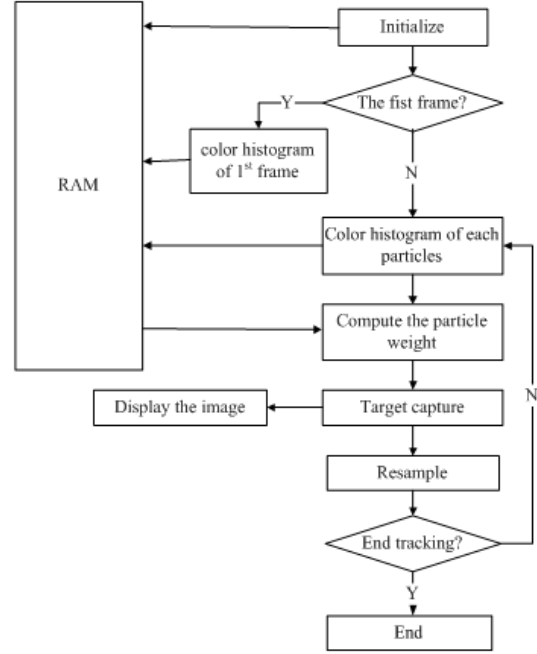 Initialize
The fist frame?
Y
color histogram
of 1st frame
RAM
N
Color histogram of each
particles
Compute the particle
weight
Display the image
Target capture
N
Resample
End tracking?
Y
End